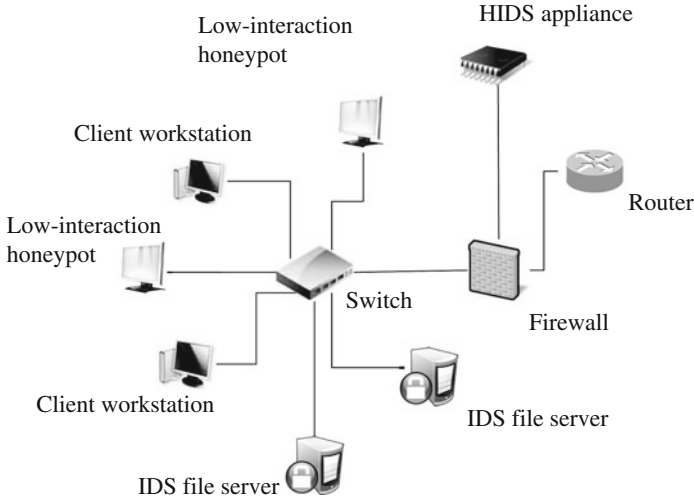 Low-interaction
honeypot
HIDS appliance
Client workstation
Router
Low-interaction
honeypot
Switch
Firewall
Client workstation
IDS file server
IDS file server